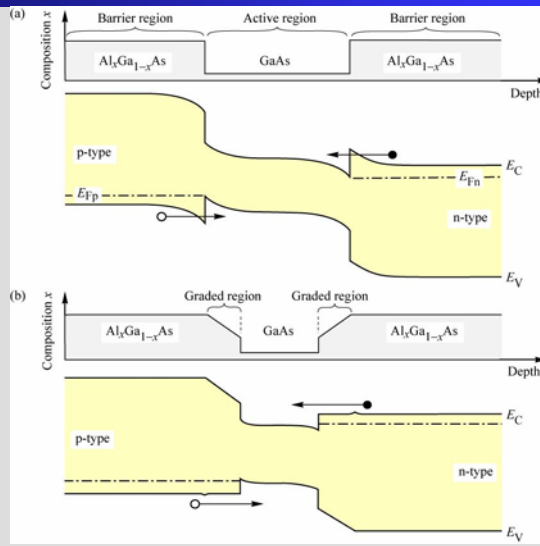 (a)
Barrier region
Active region
Barrier region
Composition x
AlxGa1−xAs
GaAs
AlxGa1−xAs
Depth
p-type
EC
EFn
EFp
n-type
EV
(b)
Graded region
Graded region
Composition x
AlxGa1−xAs
GaAs
AlxGa1−xAs
Depth
EC
p-type
n-type
EV